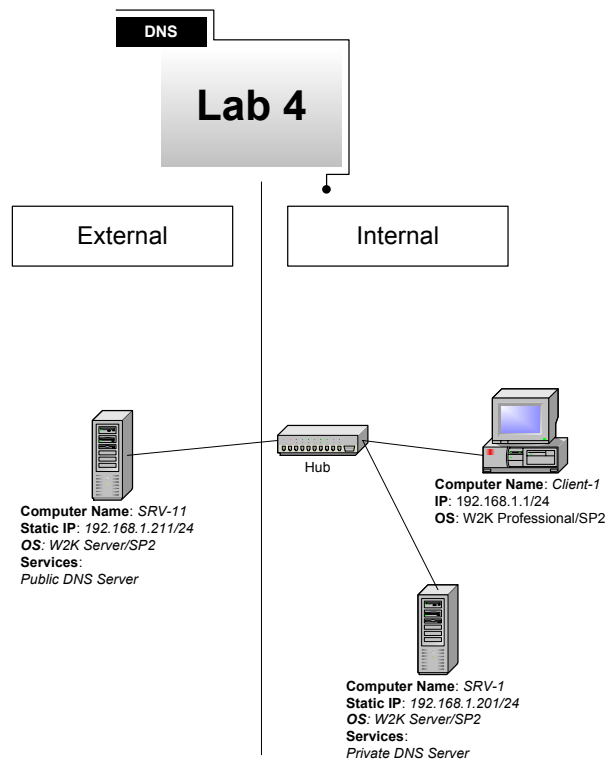 DNS
Lab 4
External
Internal
Hub
Computer Name: SRV-11
Static IP: 192.168.1.211/24
OS: W2K Server/SP2
Services:
Public DNS Server
Computer Name: Client-1
IP: 192.168.1.1/24
OS: W2K Professional/SP2
Computer Name: SRV-1
Static IP: 192.168.1.201/24
OS: W2K Server/SP2
Services:
Private DNS Server